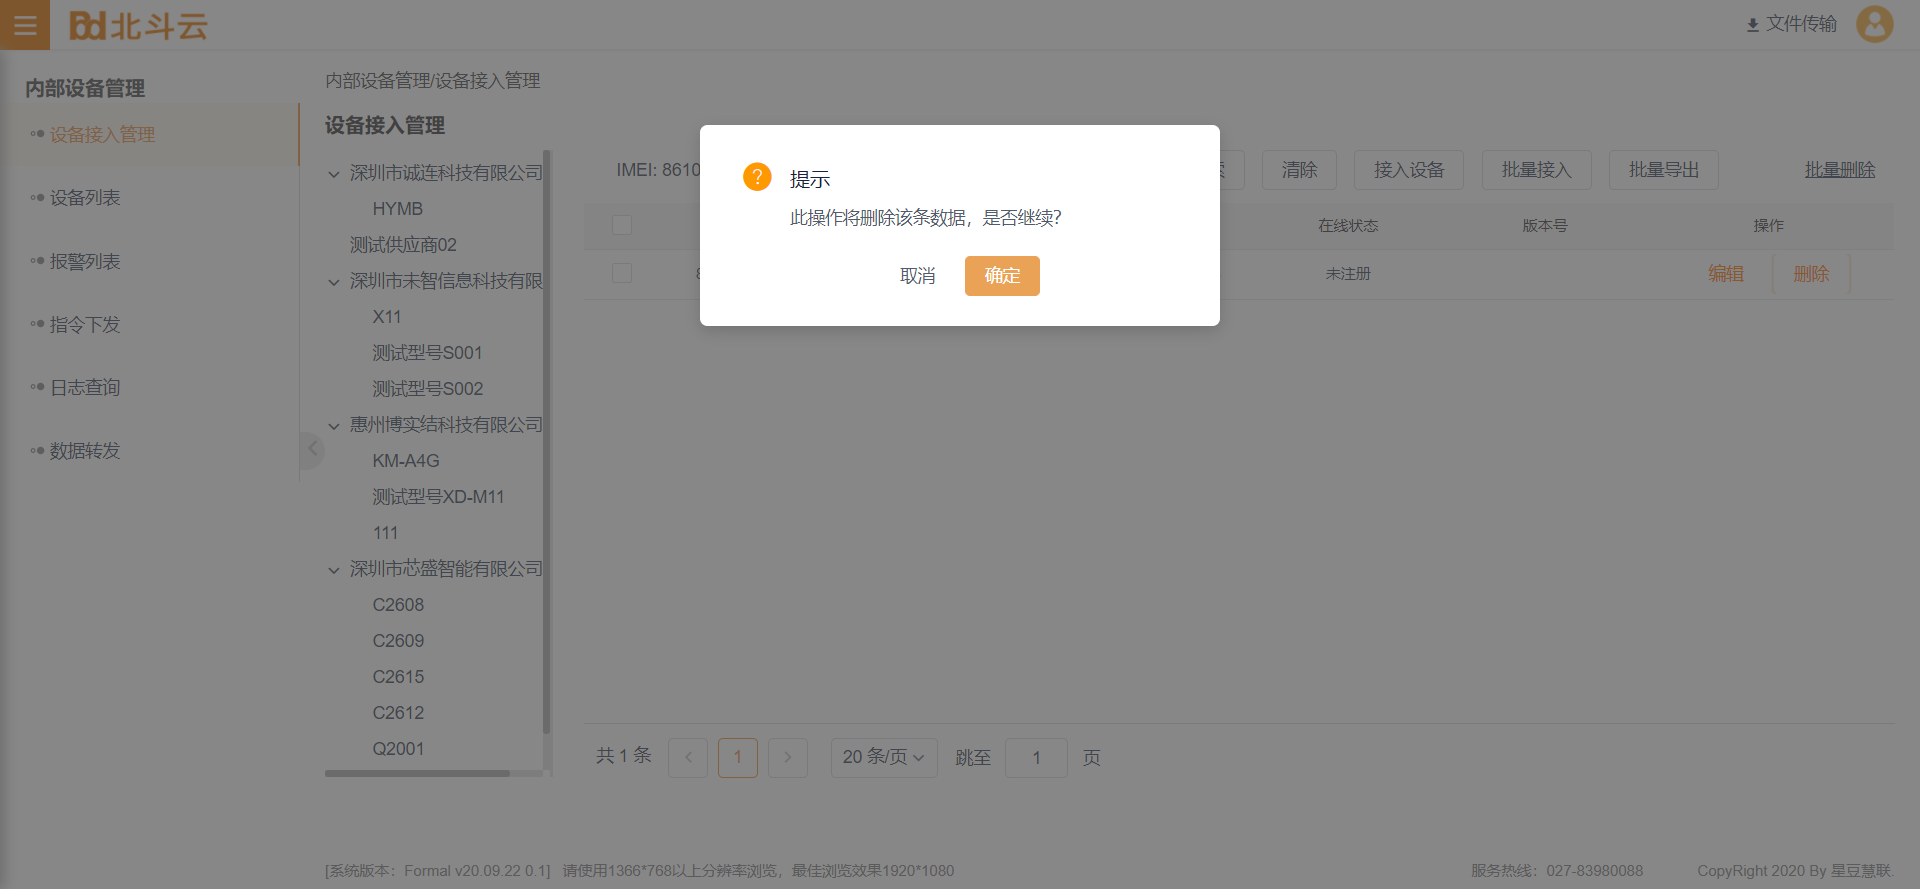 北斗云
文件传输
内部设备管理
设备接入管理
设备列表
报警列表
指令下发
日志查询
数据转发
内部设备管理/设备接入管理
设备接入管理
深圳市诚连科技有限公司
HYMB
测试供应商02
深圳市未智信息科技有限
X11
测试型号S001
测试型号S002
惠州博实结科技有限公司
KM-A4G
测试型号XD-M11
111
深圳市芯盛智能有限公司
C2608
C2609
C2615
C2612
Q2001
IMEI: 8610
清除
接入设备
批量接入
批量导出
批量删除
在线状态
版本号
操作
未注册
编辑
删除
提示
此操作将删除该条数据，是否继续?
取消
确定
共 1 条
1
20 条/页
跳至
1
页
[系统版本：Formal v20.09.22 0.1] 请使用1366*768以上分辨率浏览，最佳浏览效果1920*1080
服务热线：027-83980088
CopyRight 2020 By 星豆慧联.